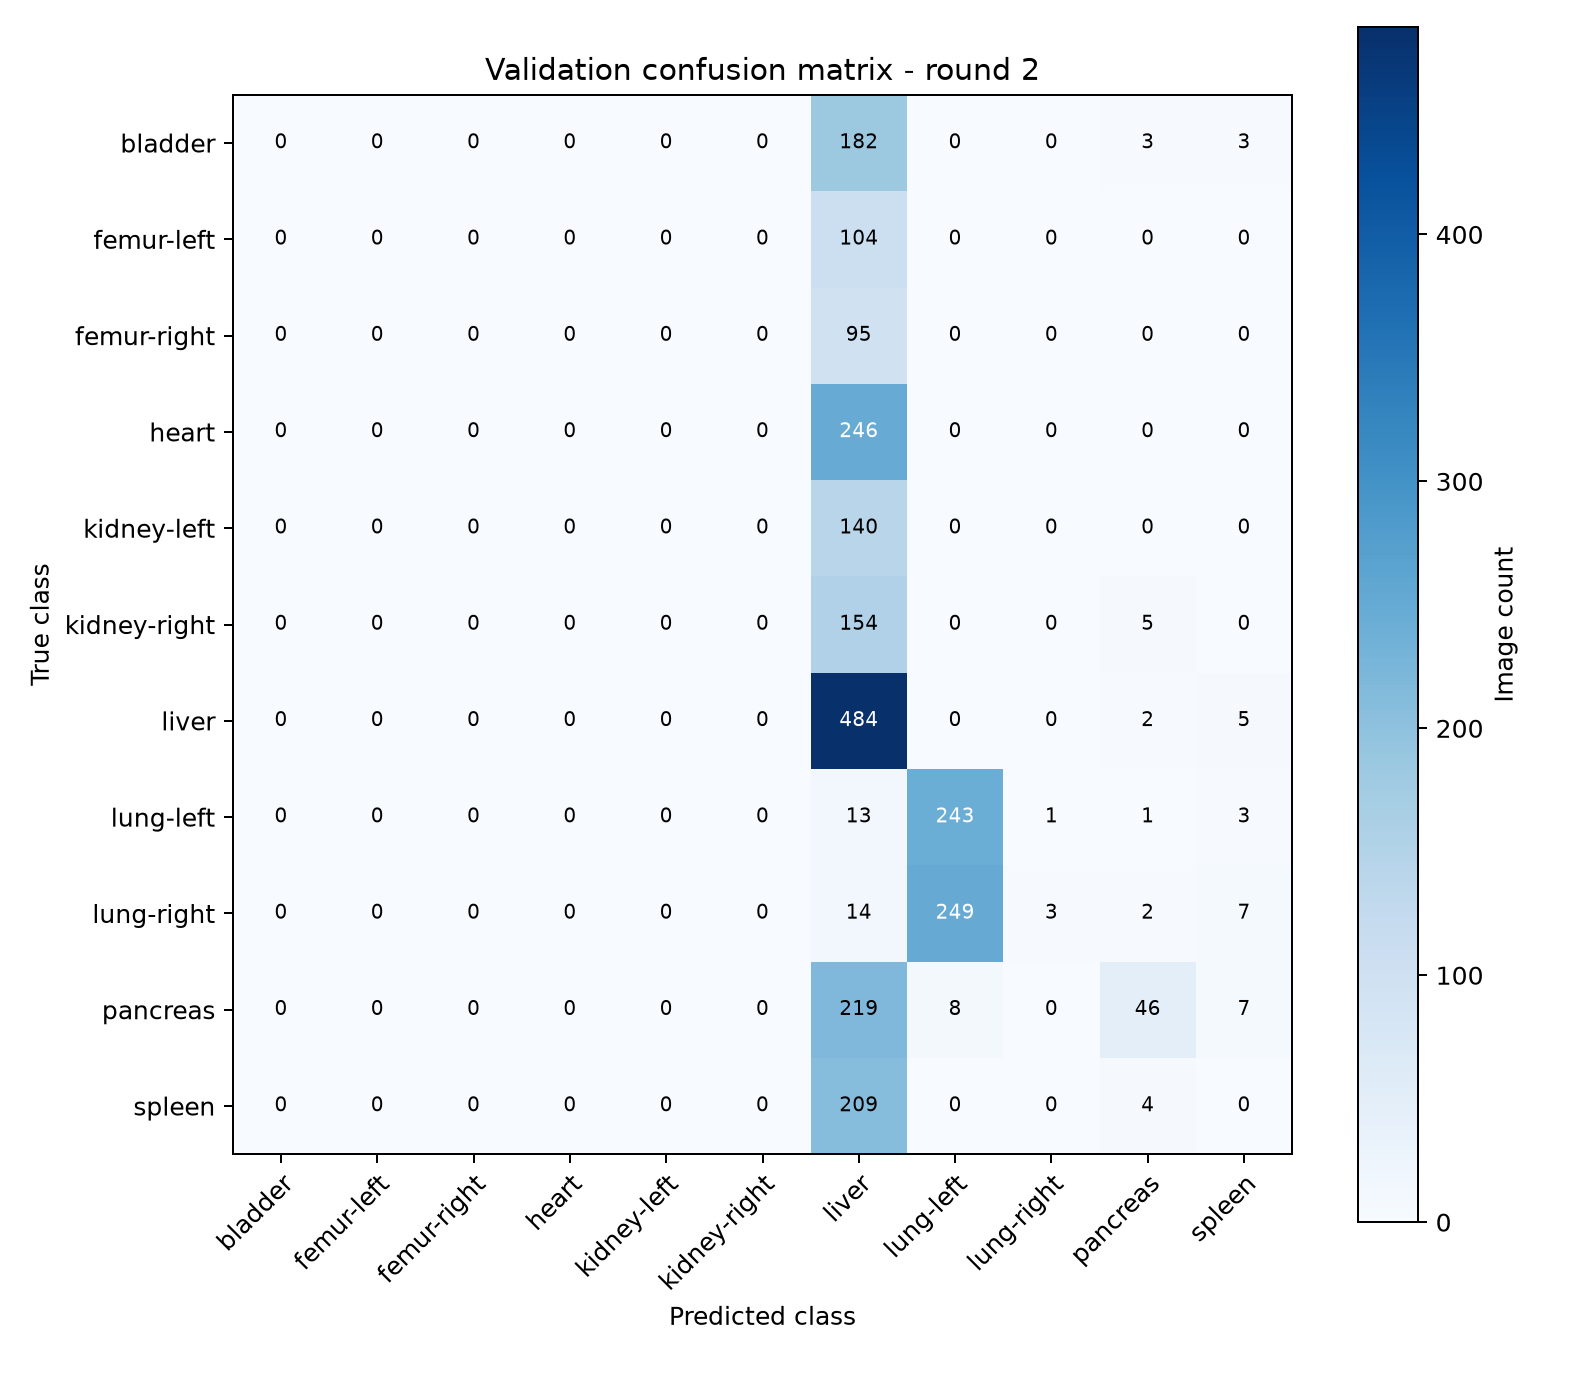 Validation confusion matrix - round 2
True class
bladder 0 0 0 0 0 0 182 0 0 3 3
femur-left 0 0 0 0 0 0 104 0 0 0 0
femur-right 0 0 0 0 0 0 95 0 0 0 0
heart 0 0 0 0 0 0 246 0 0 0 0
kidney-left 0 0 0 0 0 0 140 0 0 0 0
kidney-right 0 0 0 0 0 0 154 0 0 5 0
liver 0 0 0 0 0 0 484 0 0 2 5
lung-left 0 0 0 0 0 0 13 243 1 1 3
lung-right 0 0 0 0 0 0 14 249 3 2 7
pancreas 0 0 0 0 0 0 219 8 0 46 7
spleen 0 0 0 0 0 0 209 0 0 4 0
bladder femur-left femur-right heart kidney-left kidney-right liver lung-left lung-right pancreas spleen
Predicted class
400
300
200
100
0
Image count